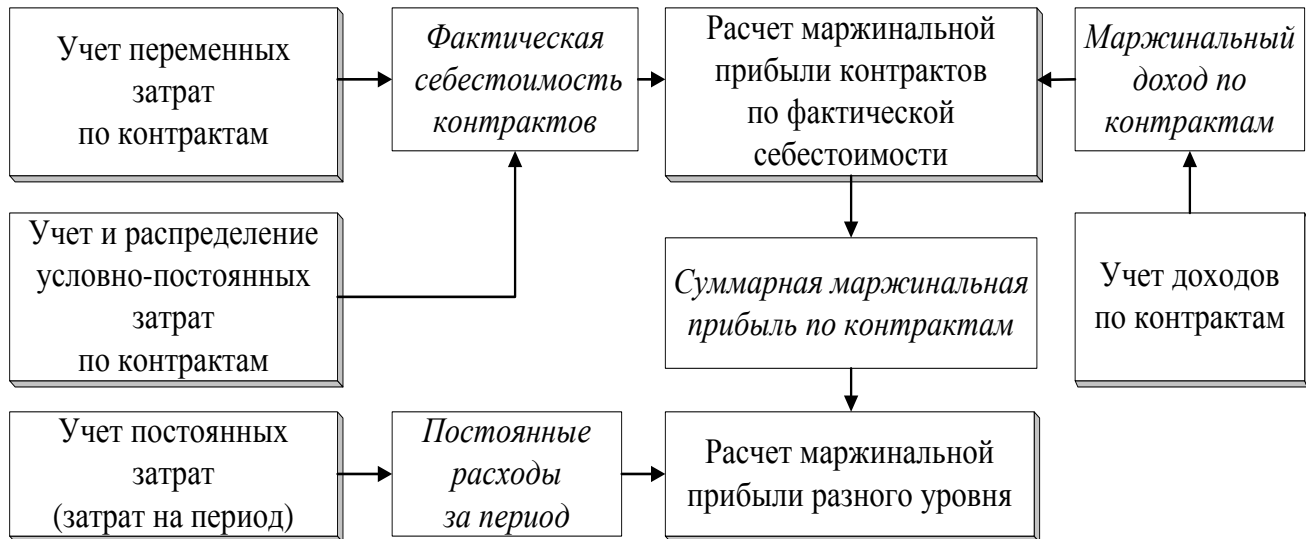 Учет переменных
затрат
по контрактам
Фактическая
себестоимость
контрактов
Расчет маржинальной
прибыли контрактов
по фактической
себестоимости
Маржинальный
доход по
контрактам
Учет и распределение
условно-постоянных
затрат
по контрактам
Суммарная маржинальная
прибыль по контрактам
Учет доходов
по контрактам
Учет постоянных
затрат
(затрат на период)
Постоянные
расходы
за период
Расчет маржинальной
прибыли разного уровня